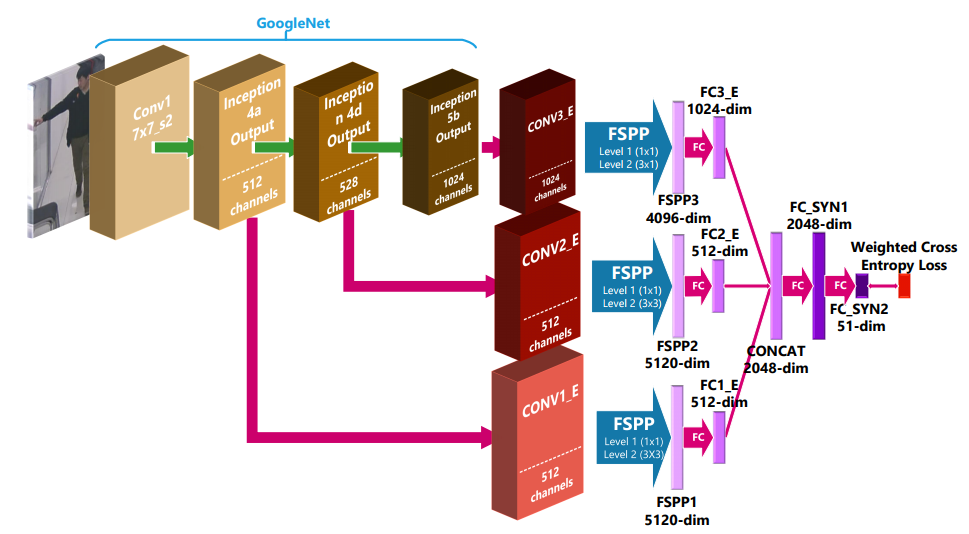 GoogleNet
Conv1
7x7_s2
Inception
4a
Output
512
channels
Inceptio
n 4d
Output
528
channels
Inception
5b
Output
1024
channels
CONV3_E
1024
channels
FSPP
Level 1 (1x1)
Level 2 (3x1)
FSPP3
4096-dim
FC
FC3_E
1024-dim
CONV2_E
512
channels
FSPP
Level 1 (1x1)
Level 2 (3x3)
FSPP2
5120-dim
FC
FC2_E
512-dim
CONV1_E
512
channels
FSPP
Level 1 (1x1)
Level 2 (3X3)
FSPP1
5120-dim
FC
FC1_E
512-dim
CONCAT
2048-dim
FC
FC_SYN1
2048-dim
FC
FC_SYN2
51-dim
Weighted Cross
Entropy Loss